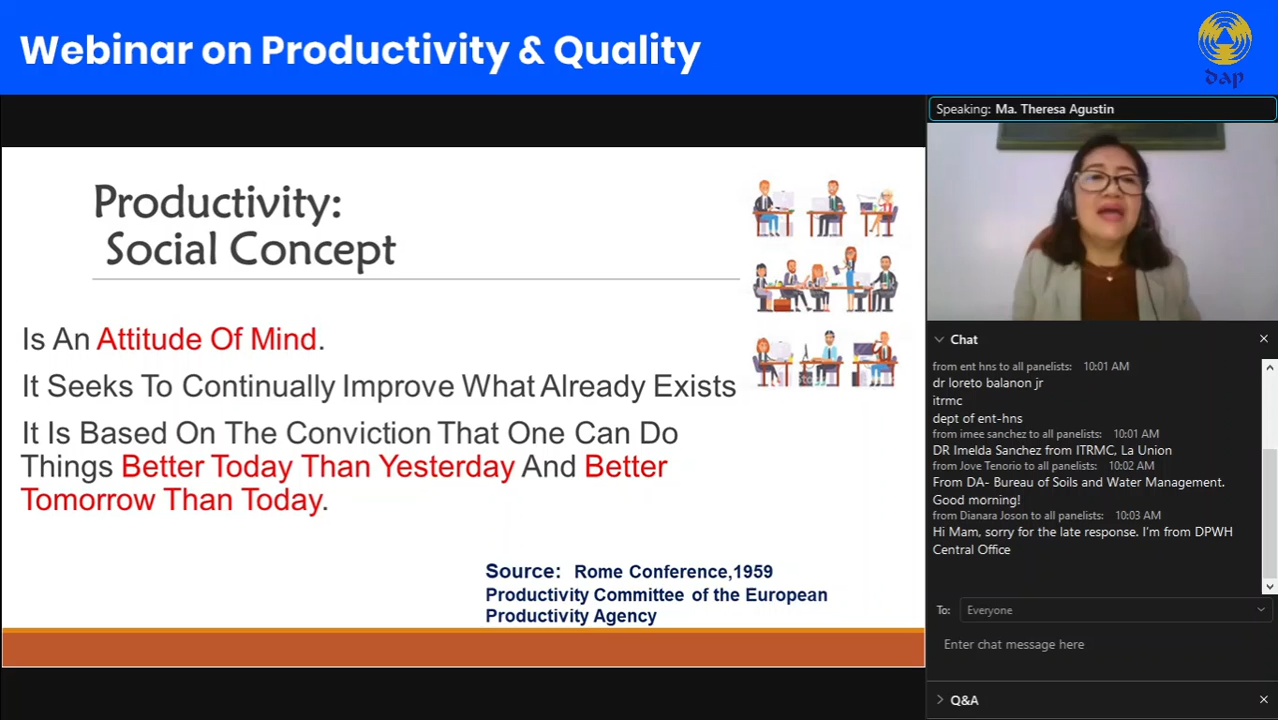 Webinar on Productivity & Quality
dap
Speaking: Ma. Theresa Agustin
Productivity:
Social Concept
Is An Attitude Of Mind.
It Seeks To Continually Improve What Already Exists
It Is Based On The Conviction That One Can Do
Things Better Today Than Yesterday And Better
Tomorrow Than Today.
Source: Rome Conference,1959
Productivity Committee of the European
Productivity Agency
Chat
from ent hns to all panelists: 10:01 AM
dr loreto balanon jr
itrmc
dept of ent-hns
from imee sanchez to all panelists: 10:01 AM
DR Imelda Sanchez from ITRMC, La Union
from Jove Tenorio to all panelists: 10:02 AM
From DA- Bureau of Soils and Water Management.
Good morning!
from Dianara Joson to all panelists: 10:03 AM
Hi Mam, sorry for the late response. I'm from DPWH
Central Office
To: Everyone
Enter chat message here
Q&A